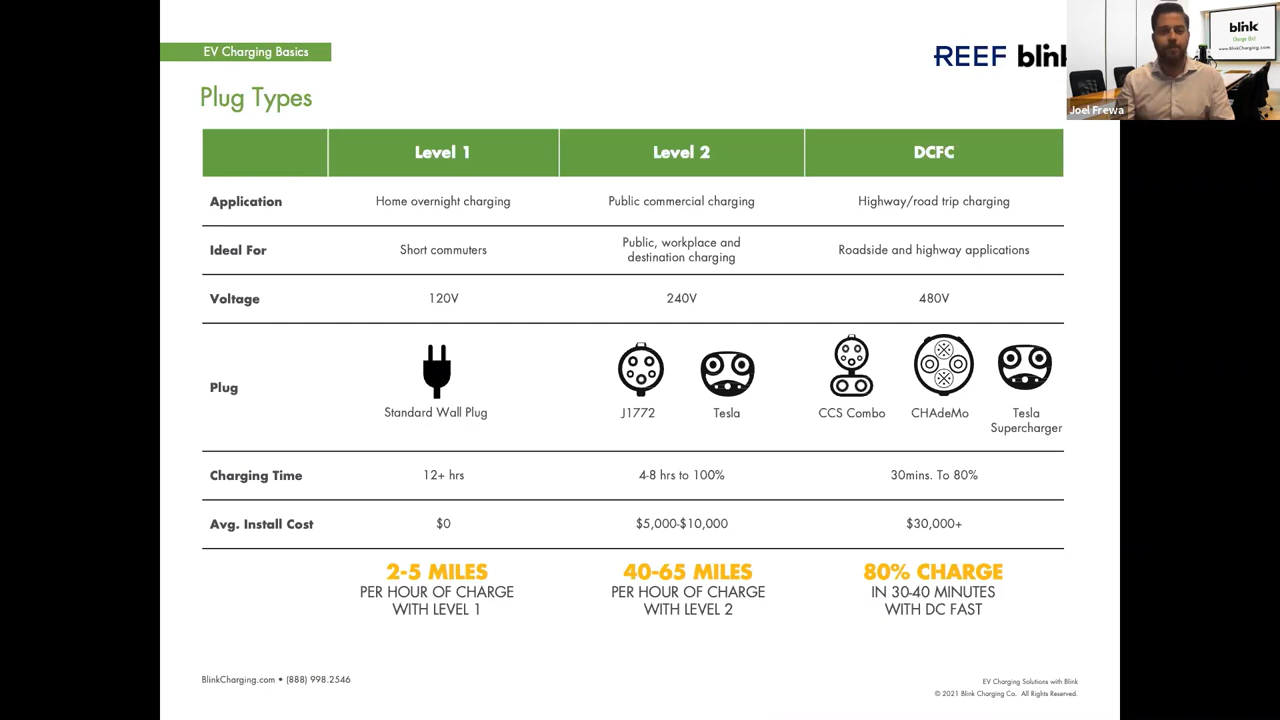 EV Charging Basics
REEF blink
blink
Charge On!
www.BlinkCharging.com
Joel Frewa
Plug Types
Level 1 Level 2 DCFC
Application Home overnight charging Public commercial charging Highway/road trip charging
Ideal For Short commuters Public, workplace and destination charging Roadside and highway applications
Voltage 120V 240V 480V
Plug
Standard Wall Plug J1772 Tesla CCS Combo CHAdeMo Tesla
Supercharger
Charging Time 12+ hrs 4-8 hrs to 100% 30mins. To 80%
Avg. Install Cost $0 $5,000-$10,000 $30,000+
2-5 MILES 40-65 MILES 80% CHARGE
PER HOUR OF CHARGE PER HOUR OF CHARGE IN 30-40 MINUTES
WITH LEVEL 1 WITH LEVEL 2 WITH DC FAST
BlinkCharging.com • (888) 998.2546
EV Charging Solutions with Blink
© 2021 Blink Charging Co. All Rights Reserved.